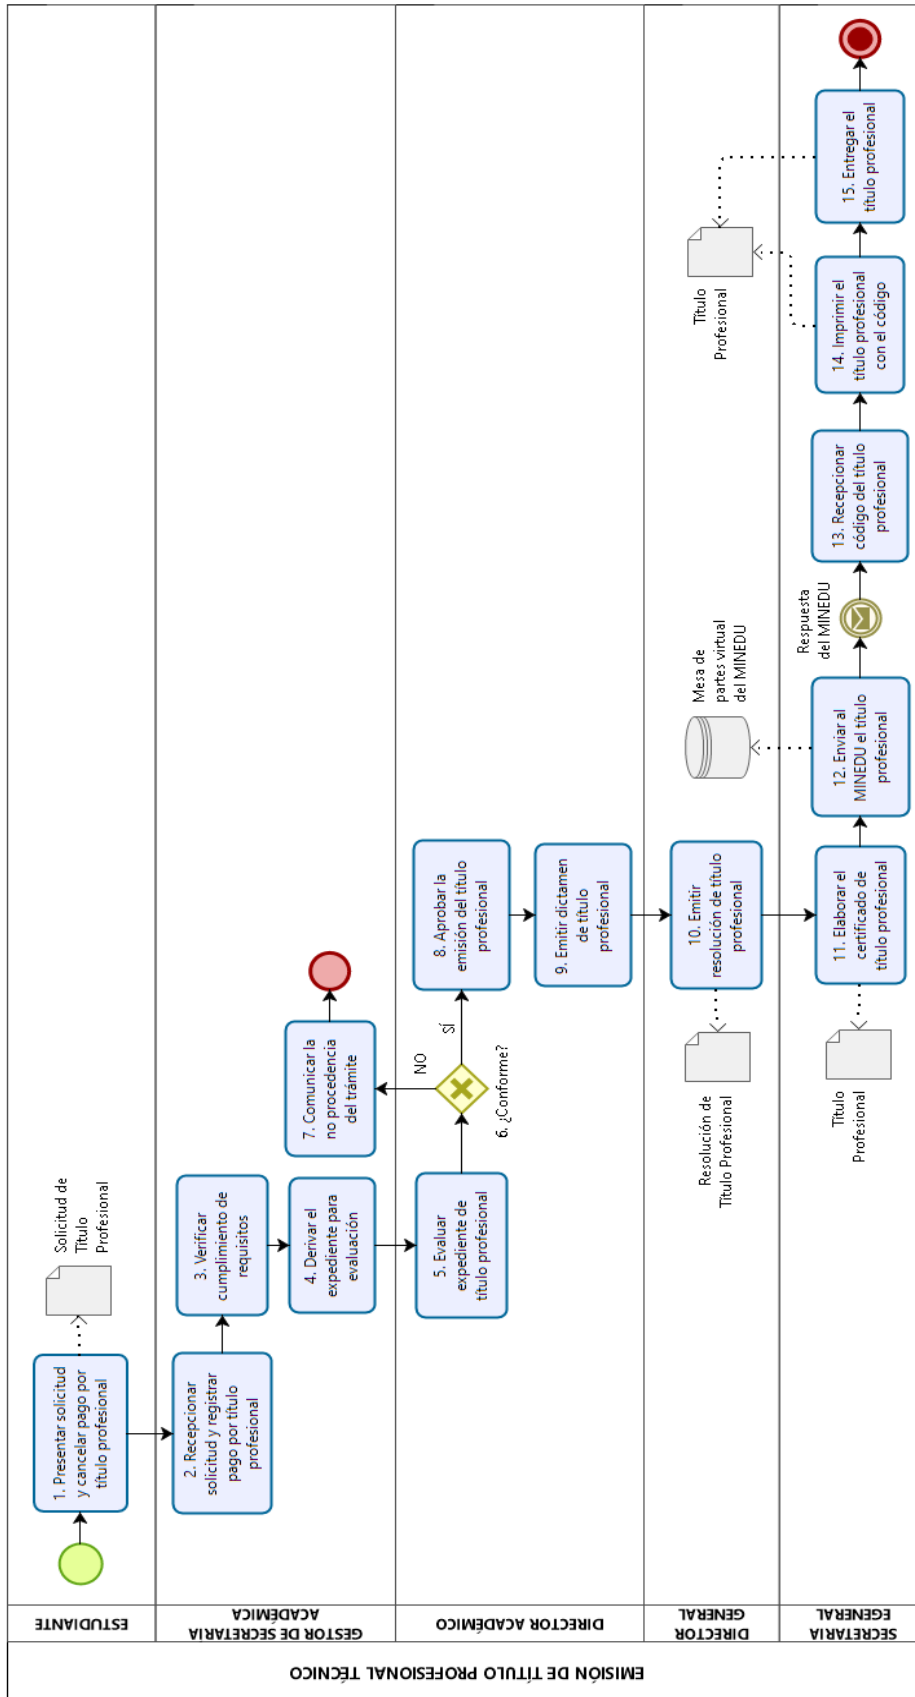 EMISIÓN DE TÍTULO PROFESIONAL TÉCNICO
ESTUDIANTE
1. Presentar solicitud
y cancelar pago por
título profesional
Solicitud de
Título
Profesional
GESTOR DE SECRETARIA
ACADÉMICA
2. Recepcionar
solicitud y registrar
pago por título
profesional
3. Verificar
cumplimiento de
requisitos
4. Derivar el
expediente para
evaluación
7. Comunicar la
no procedencia
del trámite
DIRECTOR ACADÉMICO
5. Evaluar
expediente de
título profesional
6. ¿Conforme?
NO
SÍ
8. Aprobar la
emisión del título
profesional
9. Emitir dictamen
de título
profesional
DIRECTOR
GENERAL
10. Emitir
resolución de título
profesional
Resolución de
Título Profesional
Mesa de
partes virtual
del MINEDU
Título
Profesional
SECRETARIA
EGENERAL
11. Elaborar el
certificado de
título profesional
Título
Profesional
12. Enviar al
MINEDU el título
profesional
Respuesta
del MINEDU
13. Recepcionar
código del título
profesional
14. Imprimir el
título profesional
con el código
15. Entregar el
título profesional